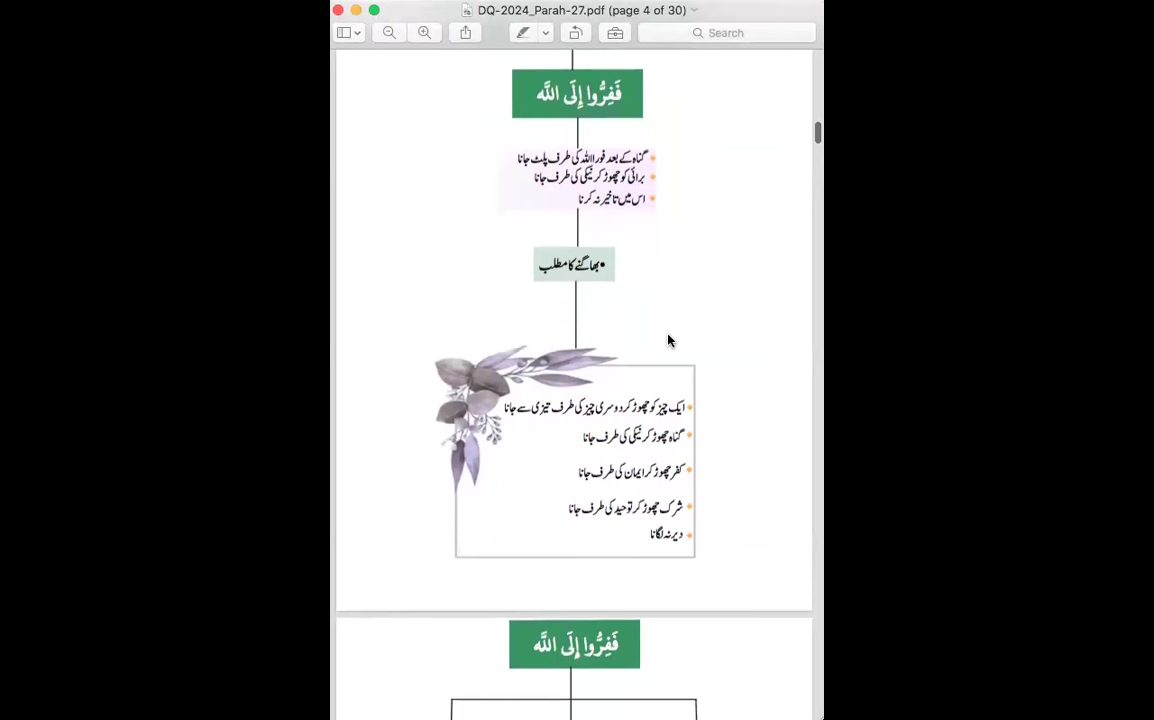 DQ-2024_Parah-27.pdf (page 4 of 30)
Search
فَفِرُّوا إِلَى اللَّه
گناہ کے بعد فورا اللہ کی طرف پلٹ جانا
برائی کو چھوڑ کر نیکی کی طرف جانا
اس میں تاخیر نہ کرنا
•بھاگنے کا مطلب
ایک چیز کو چھوڑ کر دوسری چیز کی طرف تیزی سے جانا
گناہ چھوڑ کر نیکی کی طرف جانا
کفر چھوڑ کر ایمان کی طرف جانا
شرک چھوڑ کر توحید کی طرف جانا
دیر نہ لگانا
فَفِرُّوا إِلَى اللَّه